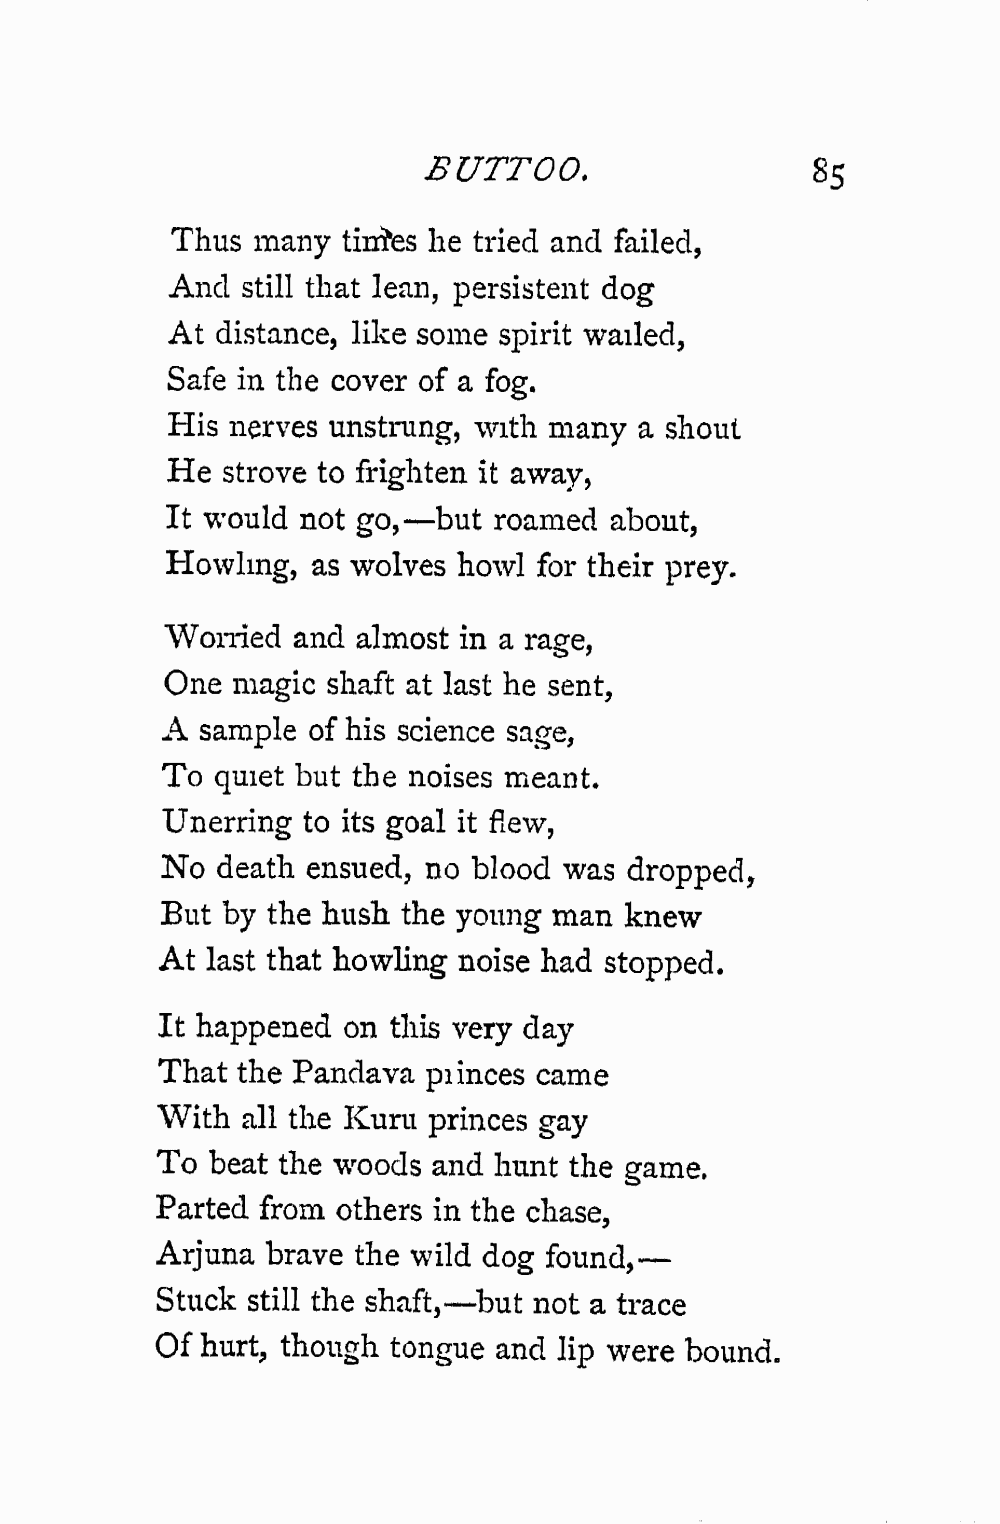 BUTTOO. 85
Thus many times he tried and failed,
And still that lean, persistent dog
At distance, like some spirit wailed,
Safe in the cover of a fog.
His nerves unstrung, with many a shout
He strove to frighten it away,
It would not go,—but roamed about,
Howling, as wolves howl for their prey.

Worried and almost in a rage,
One magic shaft at last he sent,
A sample of his science sage,
To quiet but the noises meant.
Unerring to its goal it flew,
No death ensued, no blood was dropped,
But by the hush the young man knew
At last that howling noise had stopped.

It happened on this very day
That the Pandava princes came
With all the Kuru princes gay
To beat the woods and hunt the game.
Parted from others in the chase,
Arjuna brave the wild dog found,—
Stuck still the shaft,—but not a trace
Of hurt, though tongue and lip were bound.